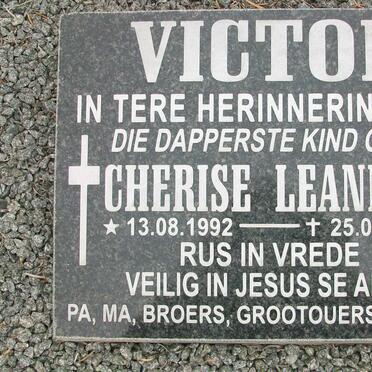 VICTO
IN TERE HERINNERIN
DIE DAPPERSTE KIND
CHERISE LEAN
★ 13.08.1992 — ✝ 25.0
RUS IN VREDE
VEILIG IN JESUS SE A
PA, MA, BROERS, GROOTOUERS